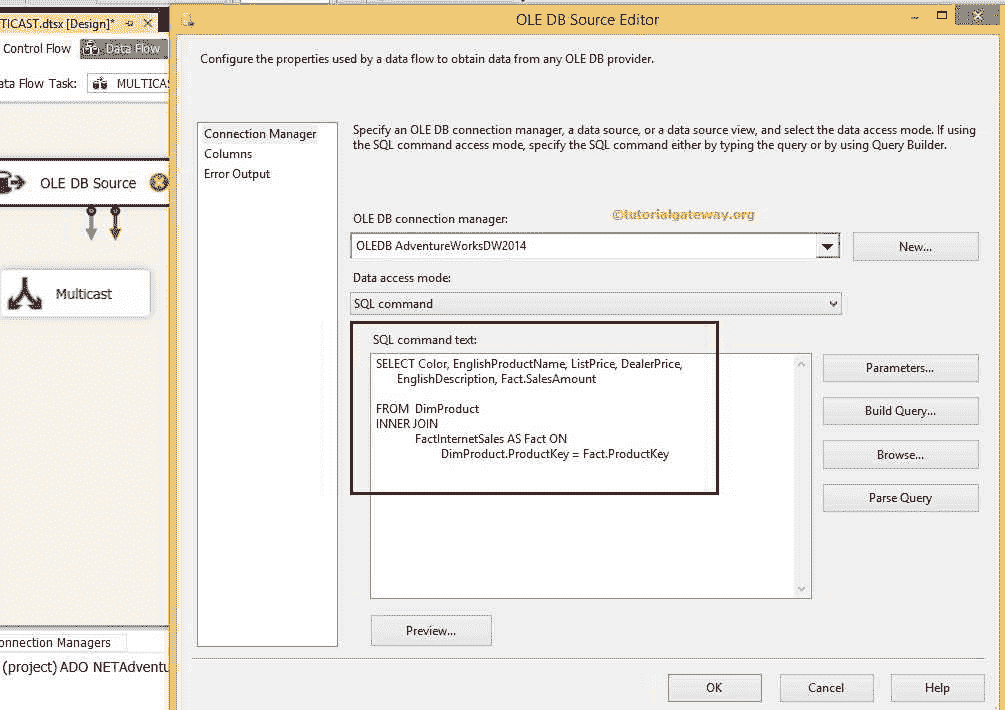 TICAST.dtsx [Design]*
OLE DB Source Editor
Control Flow
Data Flow
Configure the properties used by a data flow to obtain data from any OLE DB provider.
ata Flow Task:
MULTICAS
OLE DB Source
Multicast
onnection Managers
(project) ADO NETAdventu
Connection Manager
Columns
Error Output
Specify an OLE DB connection manager, a data source, or a data source view, and select the data access mode. If using
the SQL command access mode, specify the SQL command either by typing the query or by using Query Builder.
©tutorialgateway.org
OLE DB connection manager:
OLEDB AdventureWorksDW2014
New...
Data access mode:
SQL command
SQL command text:
SELECT Color, EnglishProductName, ListPrice, DealerPrice,
EnglishDescription, Fact.SalesAmount
FROM DimProduct
INNER JOIN
FactInternetSales AS Fact ON
DimProduct.ProductKey = Fact.ProductKey
Parameters...
Build Query...
Browse...
Parse Query
Preview...
OK
Cancel
Help